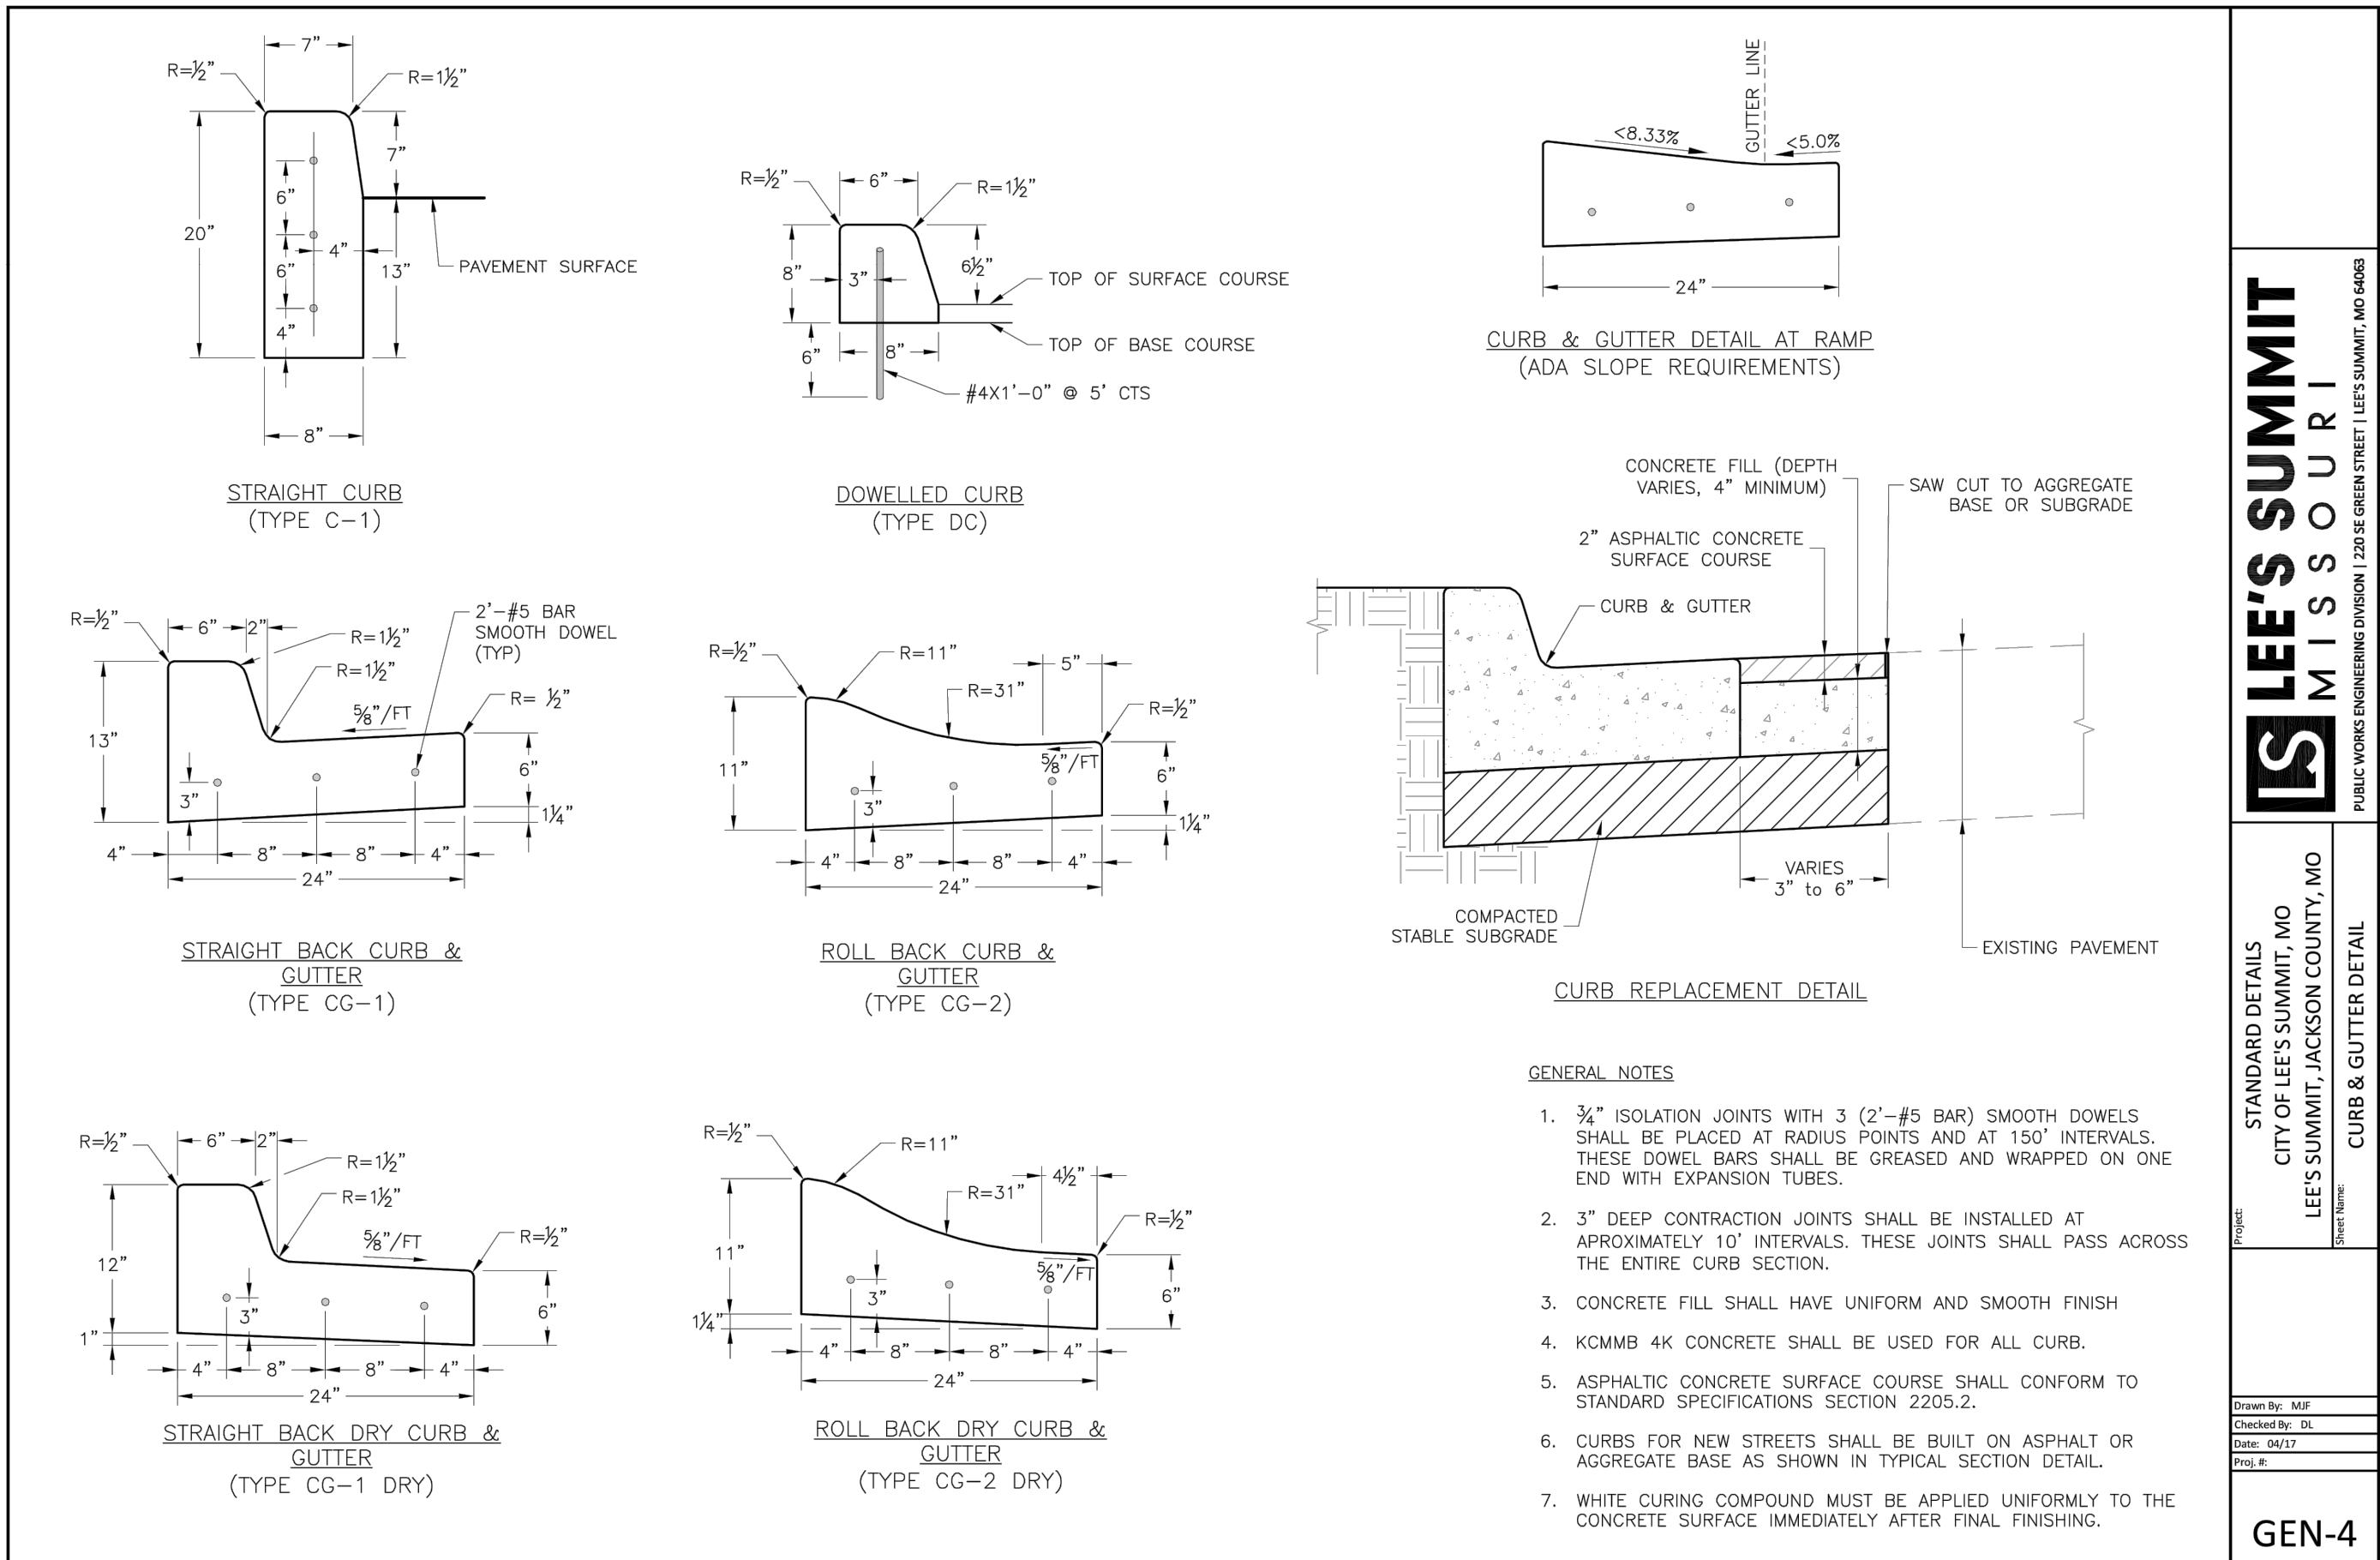 7”
R=½”
R=1½”
7”
6”
20”
4”
6”
13”
PAVEMENT SURFACE
4”
8”
STRAIGHT CURB
(TYPE C-1)
R=½”
6”
R=1½”
8”
3”
6½”
TOP OF SURFACE COURSE
6”
8”
TOP OF BASE COURSE
#4X1'-0” @ 5' CTS
DOWELLED CURB
(TYPE DC)
GUTTER LINE
<8.33%
<5.0%
24”
CURB & GUTTER DETAIL AT RAMP
(ADA SLOPE REQUIREMENTS)
R=½”
6”
2”
R=1½”
R=1½”
2'-#5 BAR
SMOOTH DOWEL
(TYP)
R= ½”
⅝”/FT
13”
3”
6”
1¼”
4”
8”
8”
4”
24”
STRAIGHT BACK CURB &
GUTTER
(TYPE CG-1)
R=½”
R=11”
5”
R=31”
R=½”
11”
⅝”/FT
6”
3”
1¼”
4”
8”
8”
4”
24”
ROLL BACK CURB &
GUTTER
(TYPE CG-2)
CONCRETE FILL (DEPTH
VARIES, 4” MINIMUM)
SAW CUT TO AGGREGATE
BASE OR SUBGRADE
2” ASPHALTIC CONCRETE
SURFACE COURSE
CURB & GUTTER
VARIES
3” to 6”
COMPACTED
STABLE SUBGRADE
EXISTING PAVEMENT
CURB REPLACEMENT DETAIL
R=½”
6”
2”
R=1½”
R=1½”
⅝”/FT
R=½”
12”
3”
6”
1”
4”
8”
8”
4”
24”
STRAIGHT BACK DRY CURB &
GUTTER
(TYPE CG-1 DRY)
R=½”
R=11”
4½”
R=31”
R=½”
11”
⅝”/FT
3”
6”
1¼”
4”
8”
8”
4”
24”
ROLL BACK DRY CURB &
GUTTER
(TYPE CG-2 DRY)
GENERAL NOTES
1. ¾” ISOLATION JOINTS WITH 3 (2'-#5 BAR) SMOOTH DOWELS
SHALL BE PLACED AT RADIUS POINTS AND AT 150' INTERVALS.
THESE DOWEL BARS SHALL BE GREASED AND WRAPPED ON ONE
END WITH EXPANSION TUBES.
2. 3” DEEP CONTRACTION JOINTS SHALL BE INSTALLED AT
APROXIMATELY 10' INTERVALS. THESE JOINTS SHALL PASS ACROSS
THE ENTIRE CURB SECTION.
3. CONCRETE FILL SHALL HAVE UNIFORM AND SMOOTH FINISH
4. KCMMB 4K CONCRETE SHALL BE USED FOR ALL CURB.
5. ASPHALTIC CONCRETE SURFACE COURSE SHALL CONFORM TO
STANDARD SPECIFICATIONS SECTION 2205.2.
6. CURBS FOR NEW STREETS SHALL BE BUILT ON ASPHALT OR
AGGREGATE BASE AS SHOWN IN TYPICAL SECTION DETAIL.
7. WHITE CURING COMPOUND MUST BE APPLIED UNIFORMLY TO THE
CONCRETE SURFACE IMMEDIATELY AFTER FINAL FINISHING.
LS LEE'S SUMMIT
MISSOURI
PUBLIC WORKS ENGINEERING DIVISION | 220 SE GREEN STREET | LEE'S SUMMIT, MO 64063
Project:
STANDARD DETAILS
CITY OF LEE'S SUMMIT, MO
LEE'S SUMMIT, JACKSON COUNTY, MO
Sheet Name:
CURB & GUTTER DETAIL
Drawn By: MJF
Checked By: DL
Date: 04/17
Proj. #:
GEN-4